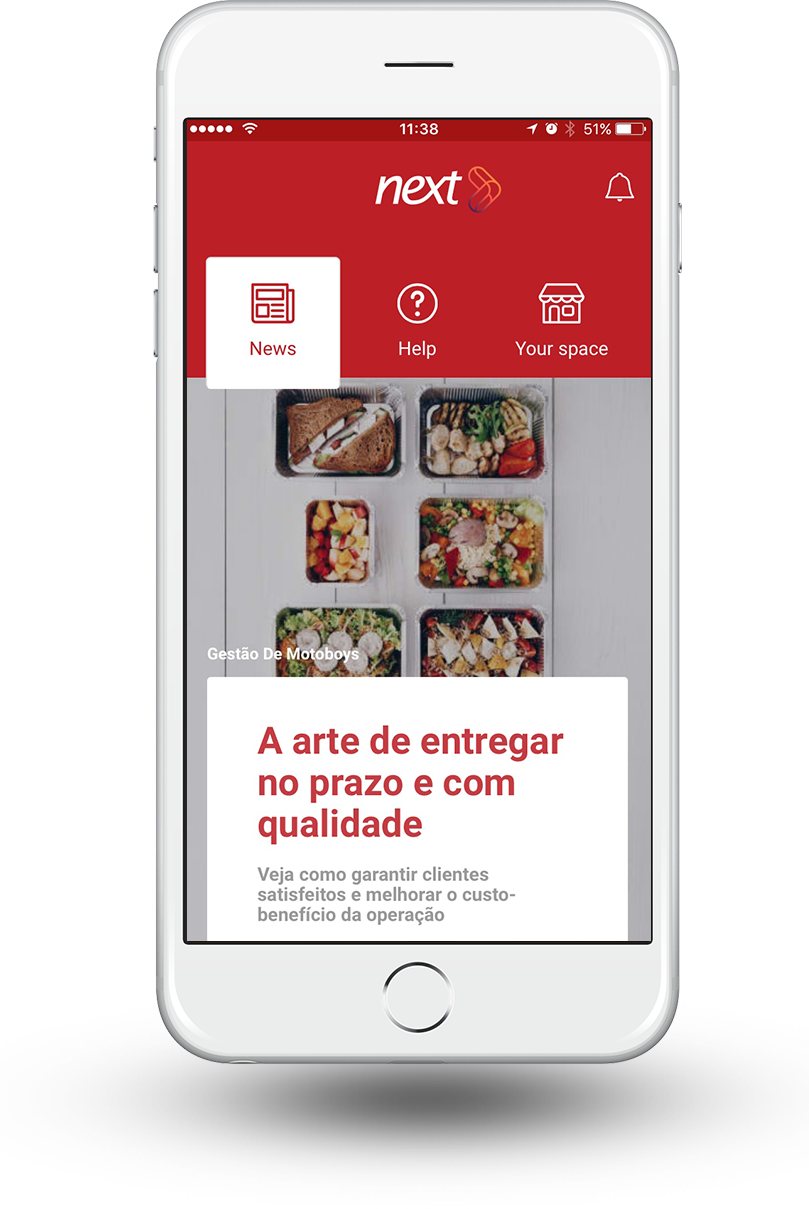 11:38
51%
next
News
Help
Your space
Gestão De Motoboys
A arte de entregar
no prazo e com
qualidade
Veja como garantir clientes
satisfeitos e melhorar o custo-
benefício da operação